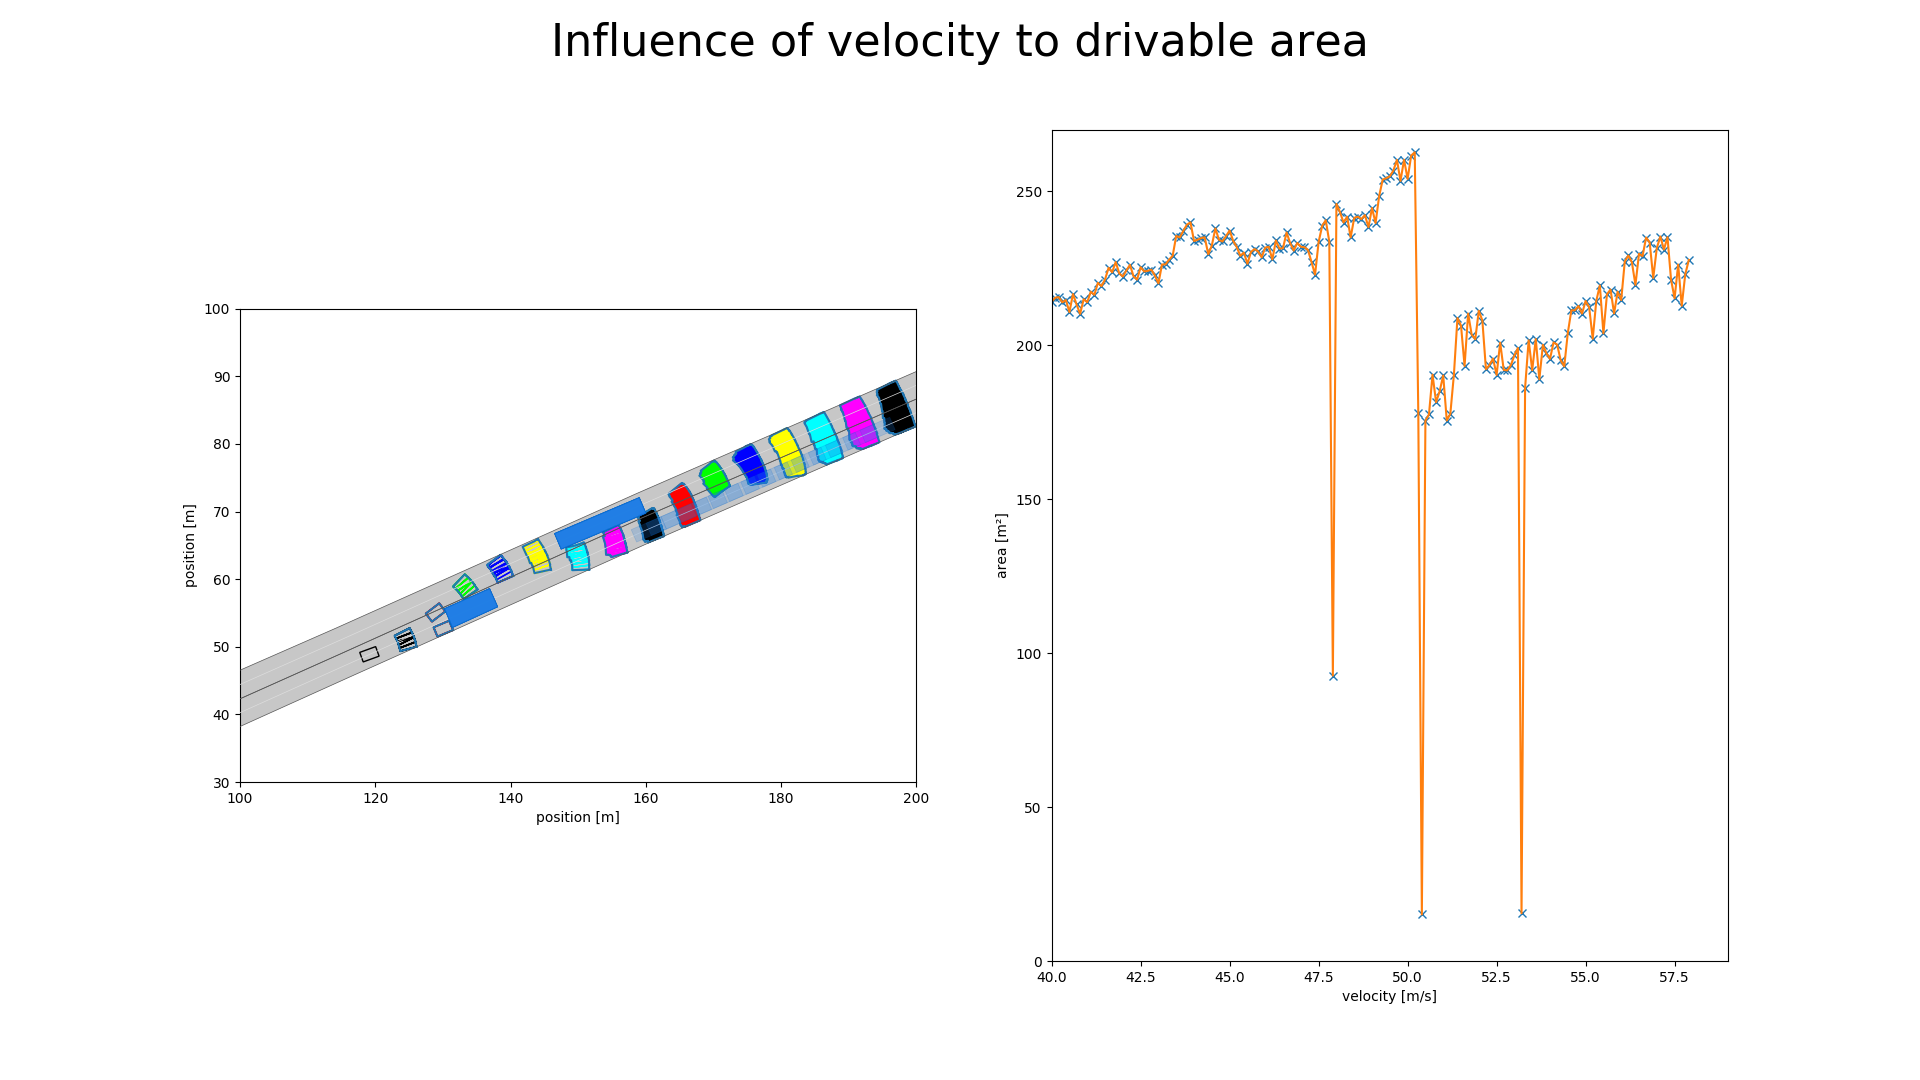 Influence of velocity to drivable area
100
90
80
70
60
50
40
30
position [m]
100 120 140 160 180 200
position [m]
250
200
150
100
50
0
area [m²]
40.0 42.5 45.0 47.5 50.0 52.5 55.0 57.5
velocity [m/s]